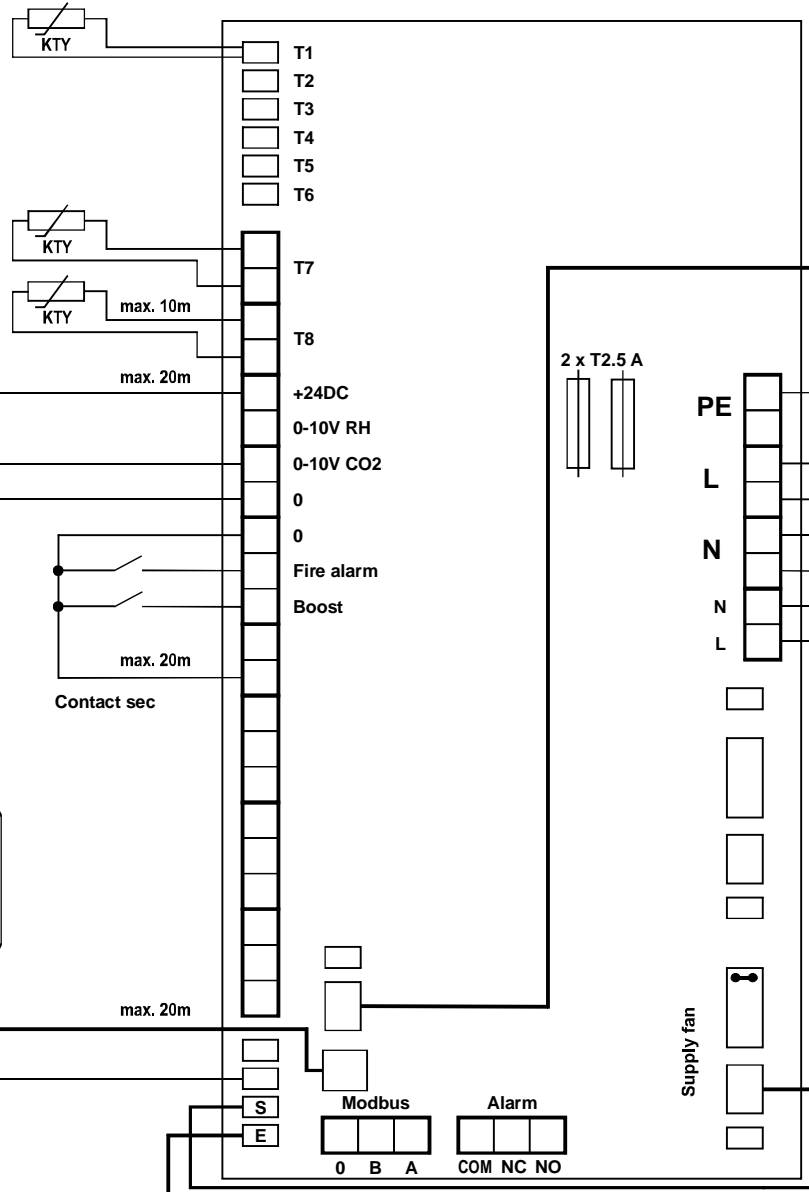 KTY
T1
T2
T3
T4
T5
T6
KTY
T7
KTY
max. 10m
T8
max. 20m
+24DC
0-10V RH
0-10V CO2
0
0
Fire alarm
Boost
max. 20m
Contact sec
2 x T2.5 A
PE
L
N
N
L
max. 20m
Supply fan
S
E
Modbus
0 B A
Alarm
COM NC NO